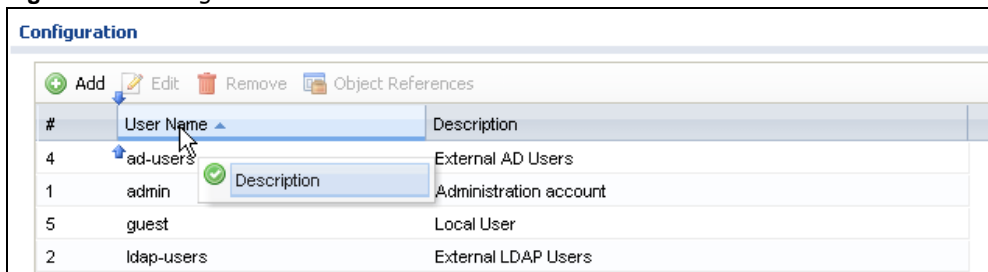 Configuration
Add Edit Remove Object References
# User Name Description
4 ad-users External AD Users
Description
1 admin Administration account
5 guest Local User
2 ldap-users External LDAP Users